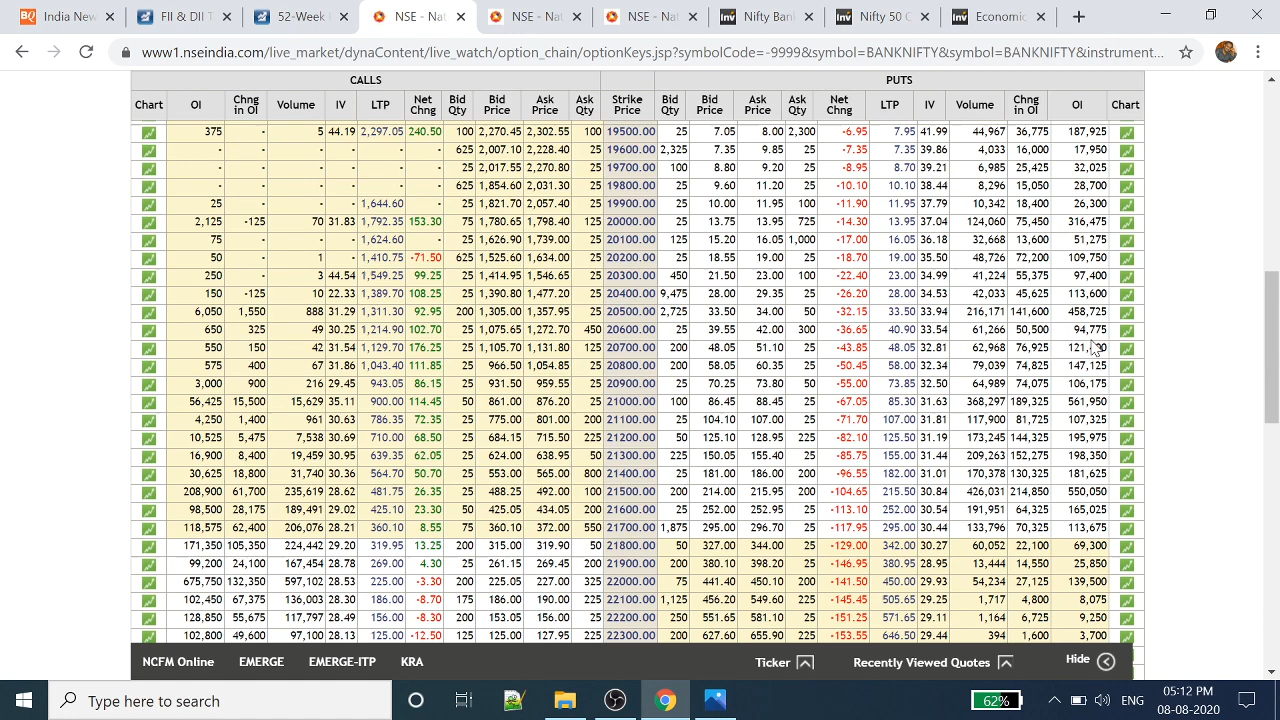 India New
FII & DII T
52-Week
NSE - Nat
NSE - Nat
NSE - Nat
Nifty Ban
Nifty 50 C
Economic
www1.nseindia.com/live_market/dynaContent/live_watch/option_chain/optionKeys.jsp?symbolCode=-9999&symbol=BANKNIFTY&symbol=BANKNIFTY&instrument...
CALLS PUTS
Chart OI Chng in OI Volume IV LTP Net Chng Bid Qty Bid Price Ask Price Ask Qty Strike Price Bid Qty Bid Price Ask Price Ask Qty Net Chng LTP IV Volume Chng in OI OI Chart
375 - 5 44.19 2,297.05 240.50 100 2,270.45 2,302.55 100 19500.00 25 7.05 8.00 2,300 -6.95 7.95 41.99 44,967 36,775 187,925
- - - - - - 625 2,007.10 2,228.40 25 19600.00 2,325 7.35 9.85 25 -7.35 7.35 39.86 4,033 16,000 17,950
- - - - - - 25 2,017.55 2,270.80 25 19700.00 100 8.80 9.20 25 -8.95 8.70 39.21 6,985 25,425 32,025
- - - - - - 625 1,854.60 2,031.30 25 19800.00 25 9.60 11.20 25 -10.10 10.10 38.44 8,296 15,050 28,700
25 - - - 1,644.60 - 25 1,821.70 2,057.40 25 19900.00 25 10.00 11.95 100 -11.90 11.95 37.79 10,342 18,400 26,300
2,125 -125 70 31.83 1,792.35 153.30 75 1,780.65 1,798.40 25 20000.00 25 13.75 13.95 725 -14.30 13.95 37.04 124,060 75,450 316,475
75 - - - 1,624.60 - 25 1,626.90 1,739.00 25 20100.00 125 15.20 16.05 1,000 -17.00 16.05 36.18 32,668 13,600 51,275
50 - 1 - 1,410.75 -71.50 625 1,525.60 1,634.00 25 20200.00 25 18.55 19.00 25 -18.70 19.00 35.50 48,726 72,200 109,750
250 - 3 44.54 1,549.25 99.25 25 1,414.95 1,546.65 25 20300.00 450 21.50 23.00 100 -22.40 23.00 34.99 41,224 55,375 97,400
150 -125 10 22.33 1,389.70 108.25 25 1,390.80 1,477.20 25 20400.00 9,475 28.00 29.35 25 -26.20 28.00 34.53 42,033 45,625 113,600
6,050 1,550 888 31.29 1,311.30 92.95 200 1,305.00 1,357.95 25 20500.00 2,725 33.50 34.00 50 -32.15 33.50 33.94 216,171 141,600 458,725
650 325 49 30.25 1,214.90 102.70 25 1,075.65 1,272.70 450 20600.00 25 39.55 42.00 300 -36.65 40.90 33.54 61,266 50,500 94,775
550 150 42 31.54 1,129.70 176.25 25 1,105.70 1,131.80 25 20700.00 200 48.05 51.10 25 -43.85 48.05 32.81 62,968 76,925
575 400 67 31.86 1,043.40 111.85 25 966.50 1,054.85 25 20800.00 200 58.05 60.35 25 -50.45 58.00 32.34 79,039 74,825 147,125
3,000 900 216 29.45 943.05 86.15 25 931.50 959.55 25 20900.00 25 70.25 73.80 50 -55.00 73.85 32.50 64,989 74,075 106,175
56,425 15,500 15,629 35.11 900.00 114.45 50 861.00 876.20 25 21000.00 100 86.45 88.45 25 -67.05 85.30 31.63 368,297 189,325 561,950
4,250 1,400 961 30.63 786.35 72.35 25 775.00 801.00 200 21100.00 25 104.10 107.00 25 -71.70 107.00 31.81 117,900 81,725 107,325
10,525 5,475 7,538 30.69 710.00 68.50 25 684.15 715.50 225 21200.00 50 125.10 128.95 225 -82.10 125.50 31.19 173,245 144,325 195,975
16,900 8,400 19,459 30.95 639.35 62.05 25 624.00 638.95 50 21300.00 200 150.05 155.40 25 -85.75 155.00 31.44 209,263 152,275 198,350
30,625 18,800 31,740 30.36 564.70 50.70 25 553.00 565.00 800 21400.00 25 181.00 186.00 200 -96.55 182.00 31.01 170,378 130,325 181,625
208,900 61,700 235,619 28.62 481.75 26.35 25 488.25 492.00 100 21500.00 200 214.00 215.95 200 -104.65 215.50 30.84 426,031 214,850 550,050
98,500 28,175 189,491 29.02 425.10 23.30 50 425.05 434.05 200 21600.00 25 252.00 252.95 25 -113.10 252.00 30.54 191,951 64,325 165,025
118,575 62,400 206,076 28.21 360.10 8.55 75 360.10 372.00 550 21700.00 1,875 295.00 296.70 25 -117.95 295.00 30.44 133,796 70,325 113,675
171,350 105,350 224,442 29.20 319.95 13.25 200 315.00 319.90 50 21800.00 50 327.00 344.00 25 -129.00 342.00 30.27 60,052 22,100 69,300
99,200 24,100 167,454 28.78 269.00 4.30 25 261.15 269.45 200 21900.00 200 380.10 398.20 25 -146.95 380.95 28.95 13,444 14,550 25,850
675,750 132,350 597,102 28.53 225.00 -3.30 200 225.05 227.00 325 22000.00 75 441.40 450.10 200 -141.50 450.00 29.93 54,234 27,125 139,500
102,450 67,375 136,003 28.30 186.00 -8.70 175 186.00 190.00 225 22100.00 1,125 456.20 549.60 225 -145.45 505.65 29.25 1,717 4,800 8,075
128,850 55,675 117,797 28.49 156.00 -8.30 200 153.05 156.00 25 22200.00 250 551.65 581.10 25 -151.25 571.65 29.11 1,164 6,725 9,250
102,800 49,600 97,100 28.13 125.00 -12.50 125 125.00 127.95 225 22300.00 200 627.60 655.90 225 -153.55 646.50 29.44 394 1,600 3,700
NCFM Online EMERGE EMERGE-ITP KRA Ticker Recently Viewed Quotes Hide
Type here to search
62%
ENG
05:12 PM
08-08-2020